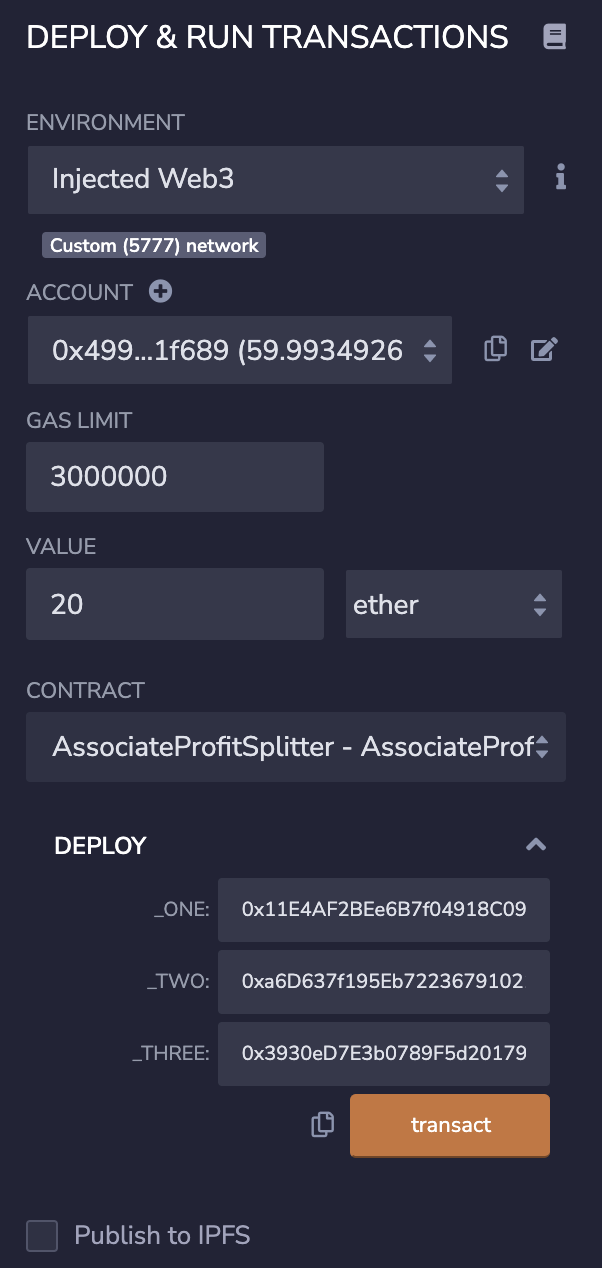 DEPLOY & RUN TRANSACTIONS
ENVIRONMENT
Injected Web3
Custom (5777) network
ACCOUNT
0x499...1f689 (59.9934926
GAS LIMIT
3000000
VALUE
20 ether
CONTRACT
AssociateProfitSplitter - AssociateProf
DEPLOY
_ONE: 0x11E4AF2BEe6B7f04918C09
_TWO: 0xa6D637f195Eb7223679102
_THREE: 0x3930eD7E3b0789F5d20179
transact
Publish to IPFS